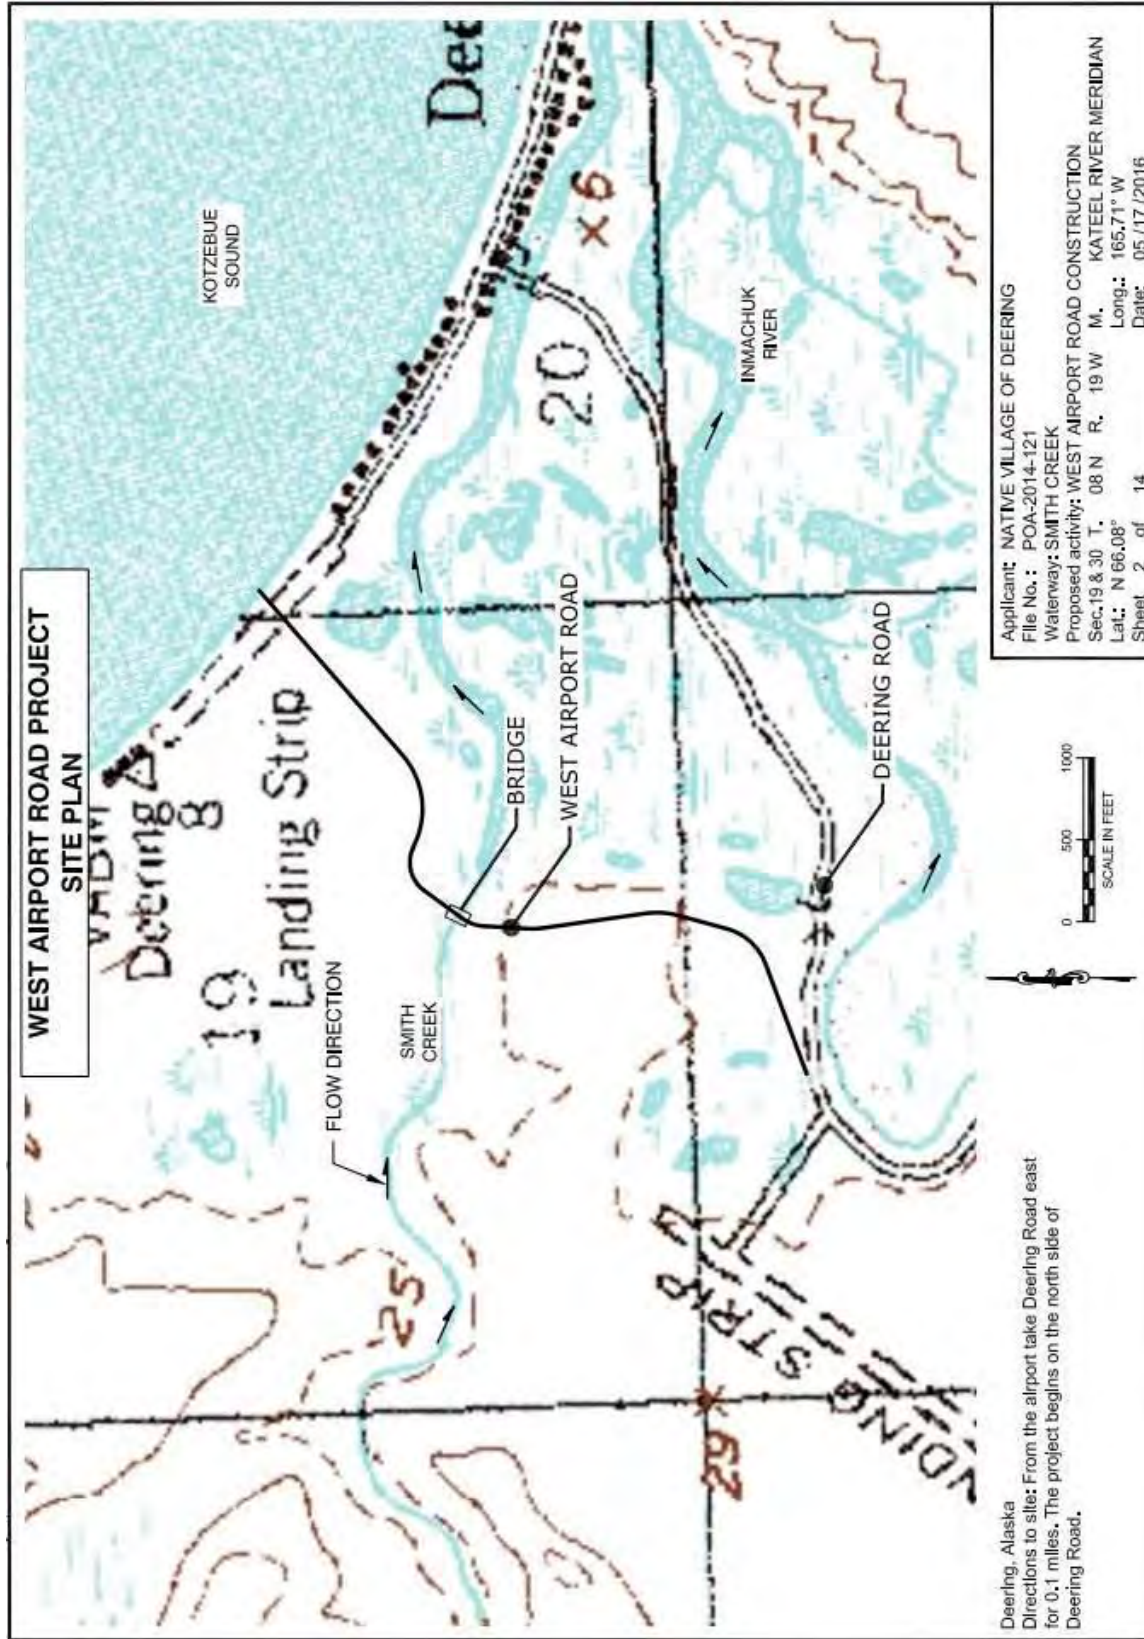 WEST AIRPORT ROAD PROJECT
SITE PLAN
KOTZEBUE
SOUND
Dee
Deering
8
19
Landing Strip
FLOW DIRECTION
SMITH
CREEK
BRIDGE
WEST AIRPORT ROAD
20
x6
INMACHUK
RIVER
DEERING ROAD
25
29
NDING STRIP
0
500
1000
SCALE IN FEET
Deering, Alaska
Directions to site: From the airport take Deering Road east
for 0.1 miles. The project begins on the north side of
Deering Road.
Applicant: NATIVE VILLAGE OF DEERING
File No.: POA-2014-121
Waterway: SMITH CREEK
Proposed activity: WEST AIRPORT ROAD CONSTRUCTION
Sec.19 & 30 T. 08 N R. 19 W M. KATEEL RIVER MERIDIAN
Lat.: N 66.08° Long.: 165.71° W
Sheet 2 of 14 Date: 05/17/2016